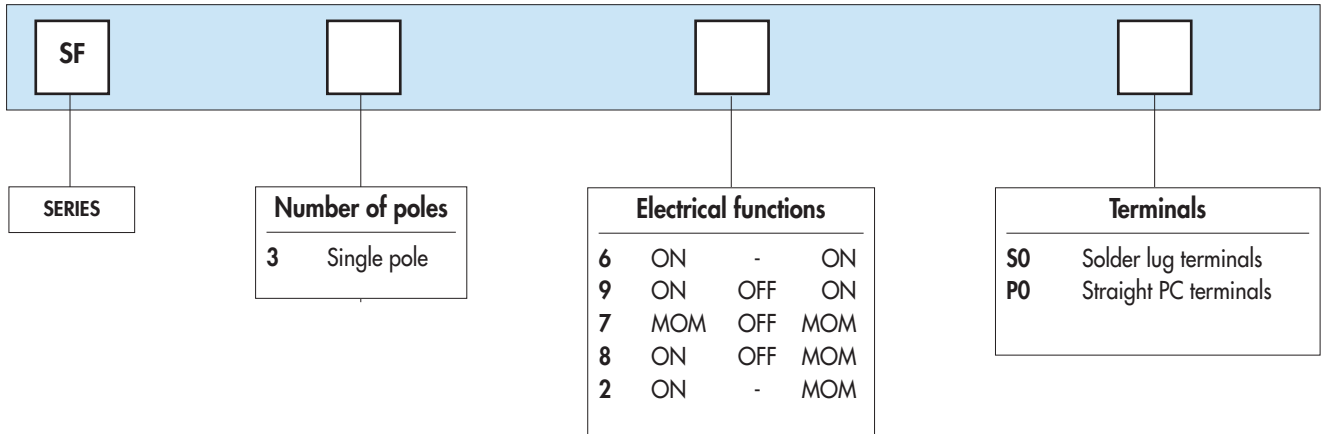 SF
SERIES
Number of poles
3 Single pole
Electrical functions
6 ON - ON
9 ON OFF ON
7 MOM OFF MOM
8 ON OFF MOM
2 ON - MOM
Terminals
S0 Solder lug terminals
P0 Straight PC terminals